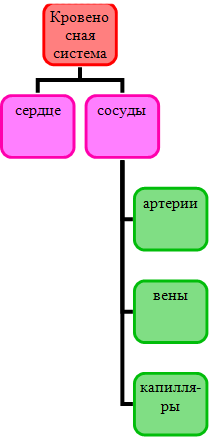 Кровено
сная
система
сердце
сосуды
артерии
вены
капилля-
ры